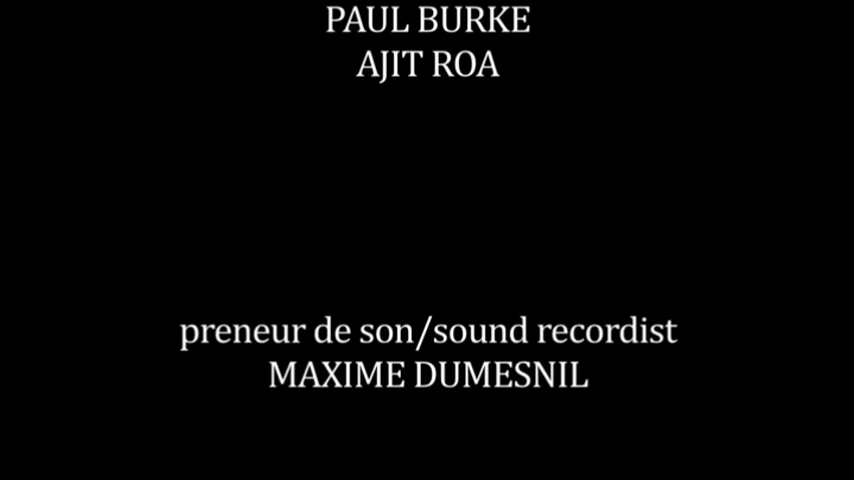 PAUL BURKE
AJIT ROA
preneur de son/sound recordist
MAXIME DUMESNIL